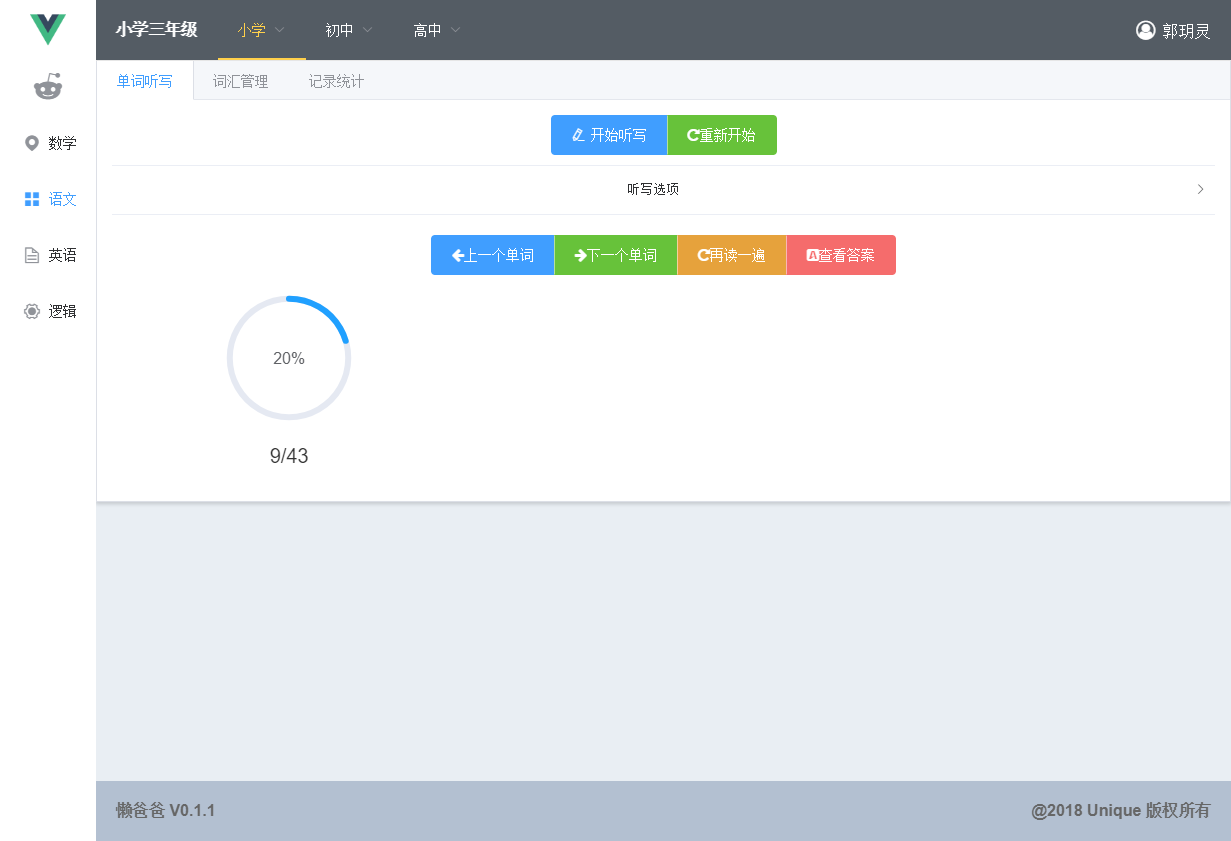 小学三年级 小学 初中 高中 郭玥灵
单词听写 词汇管理 记录统计
数学
语文
英语
逻辑
开始听写 重新开始
听写选项
上一个单词 下一个单词 再读一遍 A查看答案
20%
9/43
懒爸爸 V0.1.1 @2018 Unique 版权所有